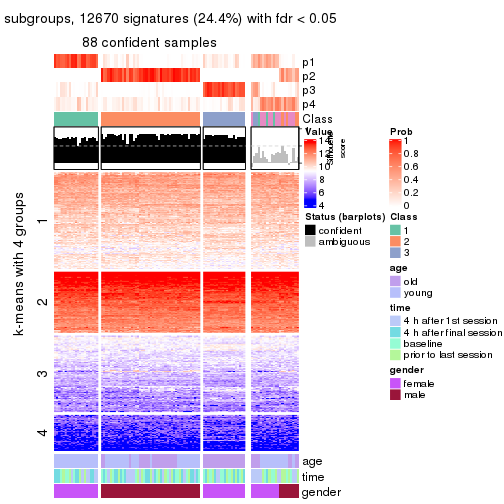 subgroups, 12670 signatures (24.4%) with fdr < 0.05
88 confident samples
p1
p2
p3
p4
Class
Silhouette
score
k-means with 4 groups
1
2
3
4
age
time
gender
Value
14
12
10
8
6
4
Status (barplots)
confident
ambiguous
Prob
1
0.8
0.6
0.4
0.2
0
Class
1
2
3
age
old
young
time
4 h after 1st session
4 h after final session
baseline
prior to last session
gender
female
male